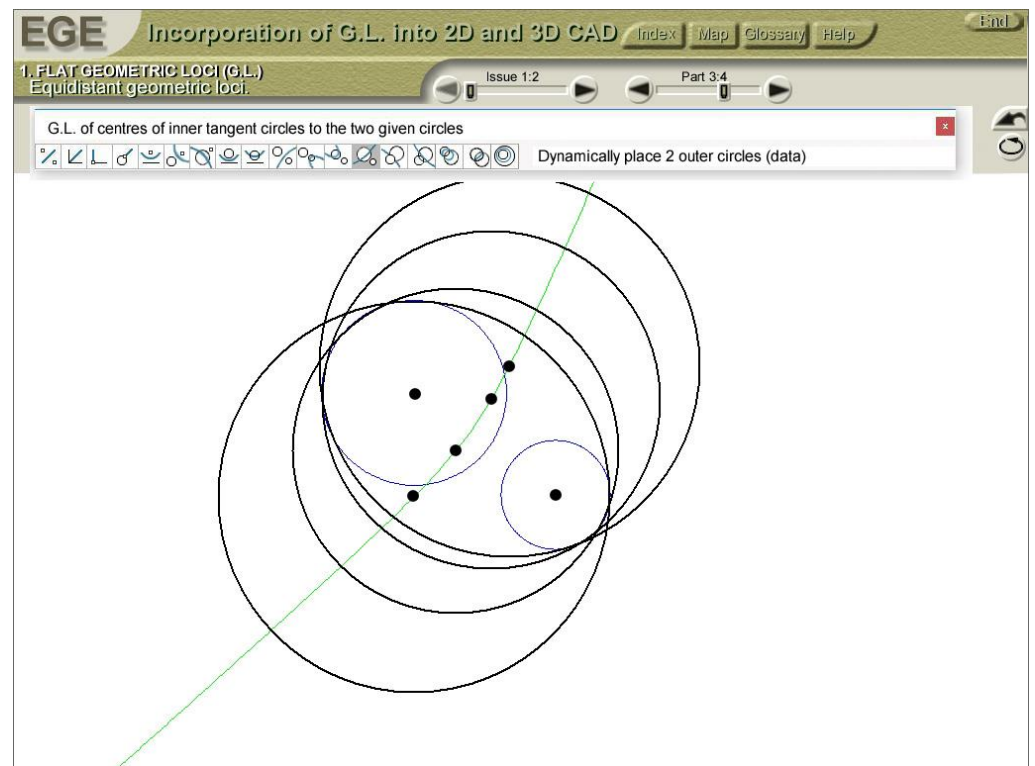 EGE
Incorporation of G.L. into 2D and 3D CAD
Index
Map
Glossary
Help
End
1. FLAT GEOMETRIC LOCI (G.L.)
Equidistant geometric loci.
Issue 1:2
Part 3:4
G.L. of centres of inner tangent circles to the two given circles
x
Dynamically place 2 outer circles (data)